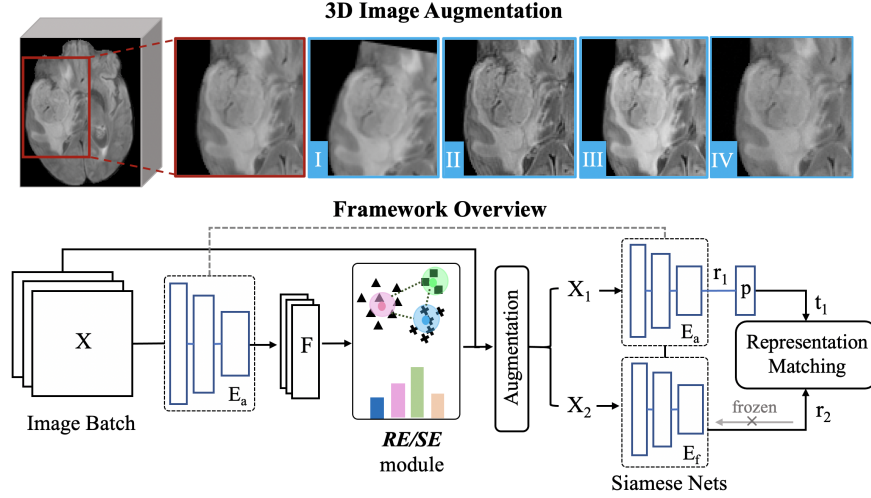 3D Image Augmentation
I
II
III
IV
Framework Overview
X
Image Batch
Eₐ
F
RE/SE
module
Augmentation
X₁
X₂
Eₐ
r₁
p
t₁
Representation
Matching
E_f
frozen
r₂
Siamese Nets